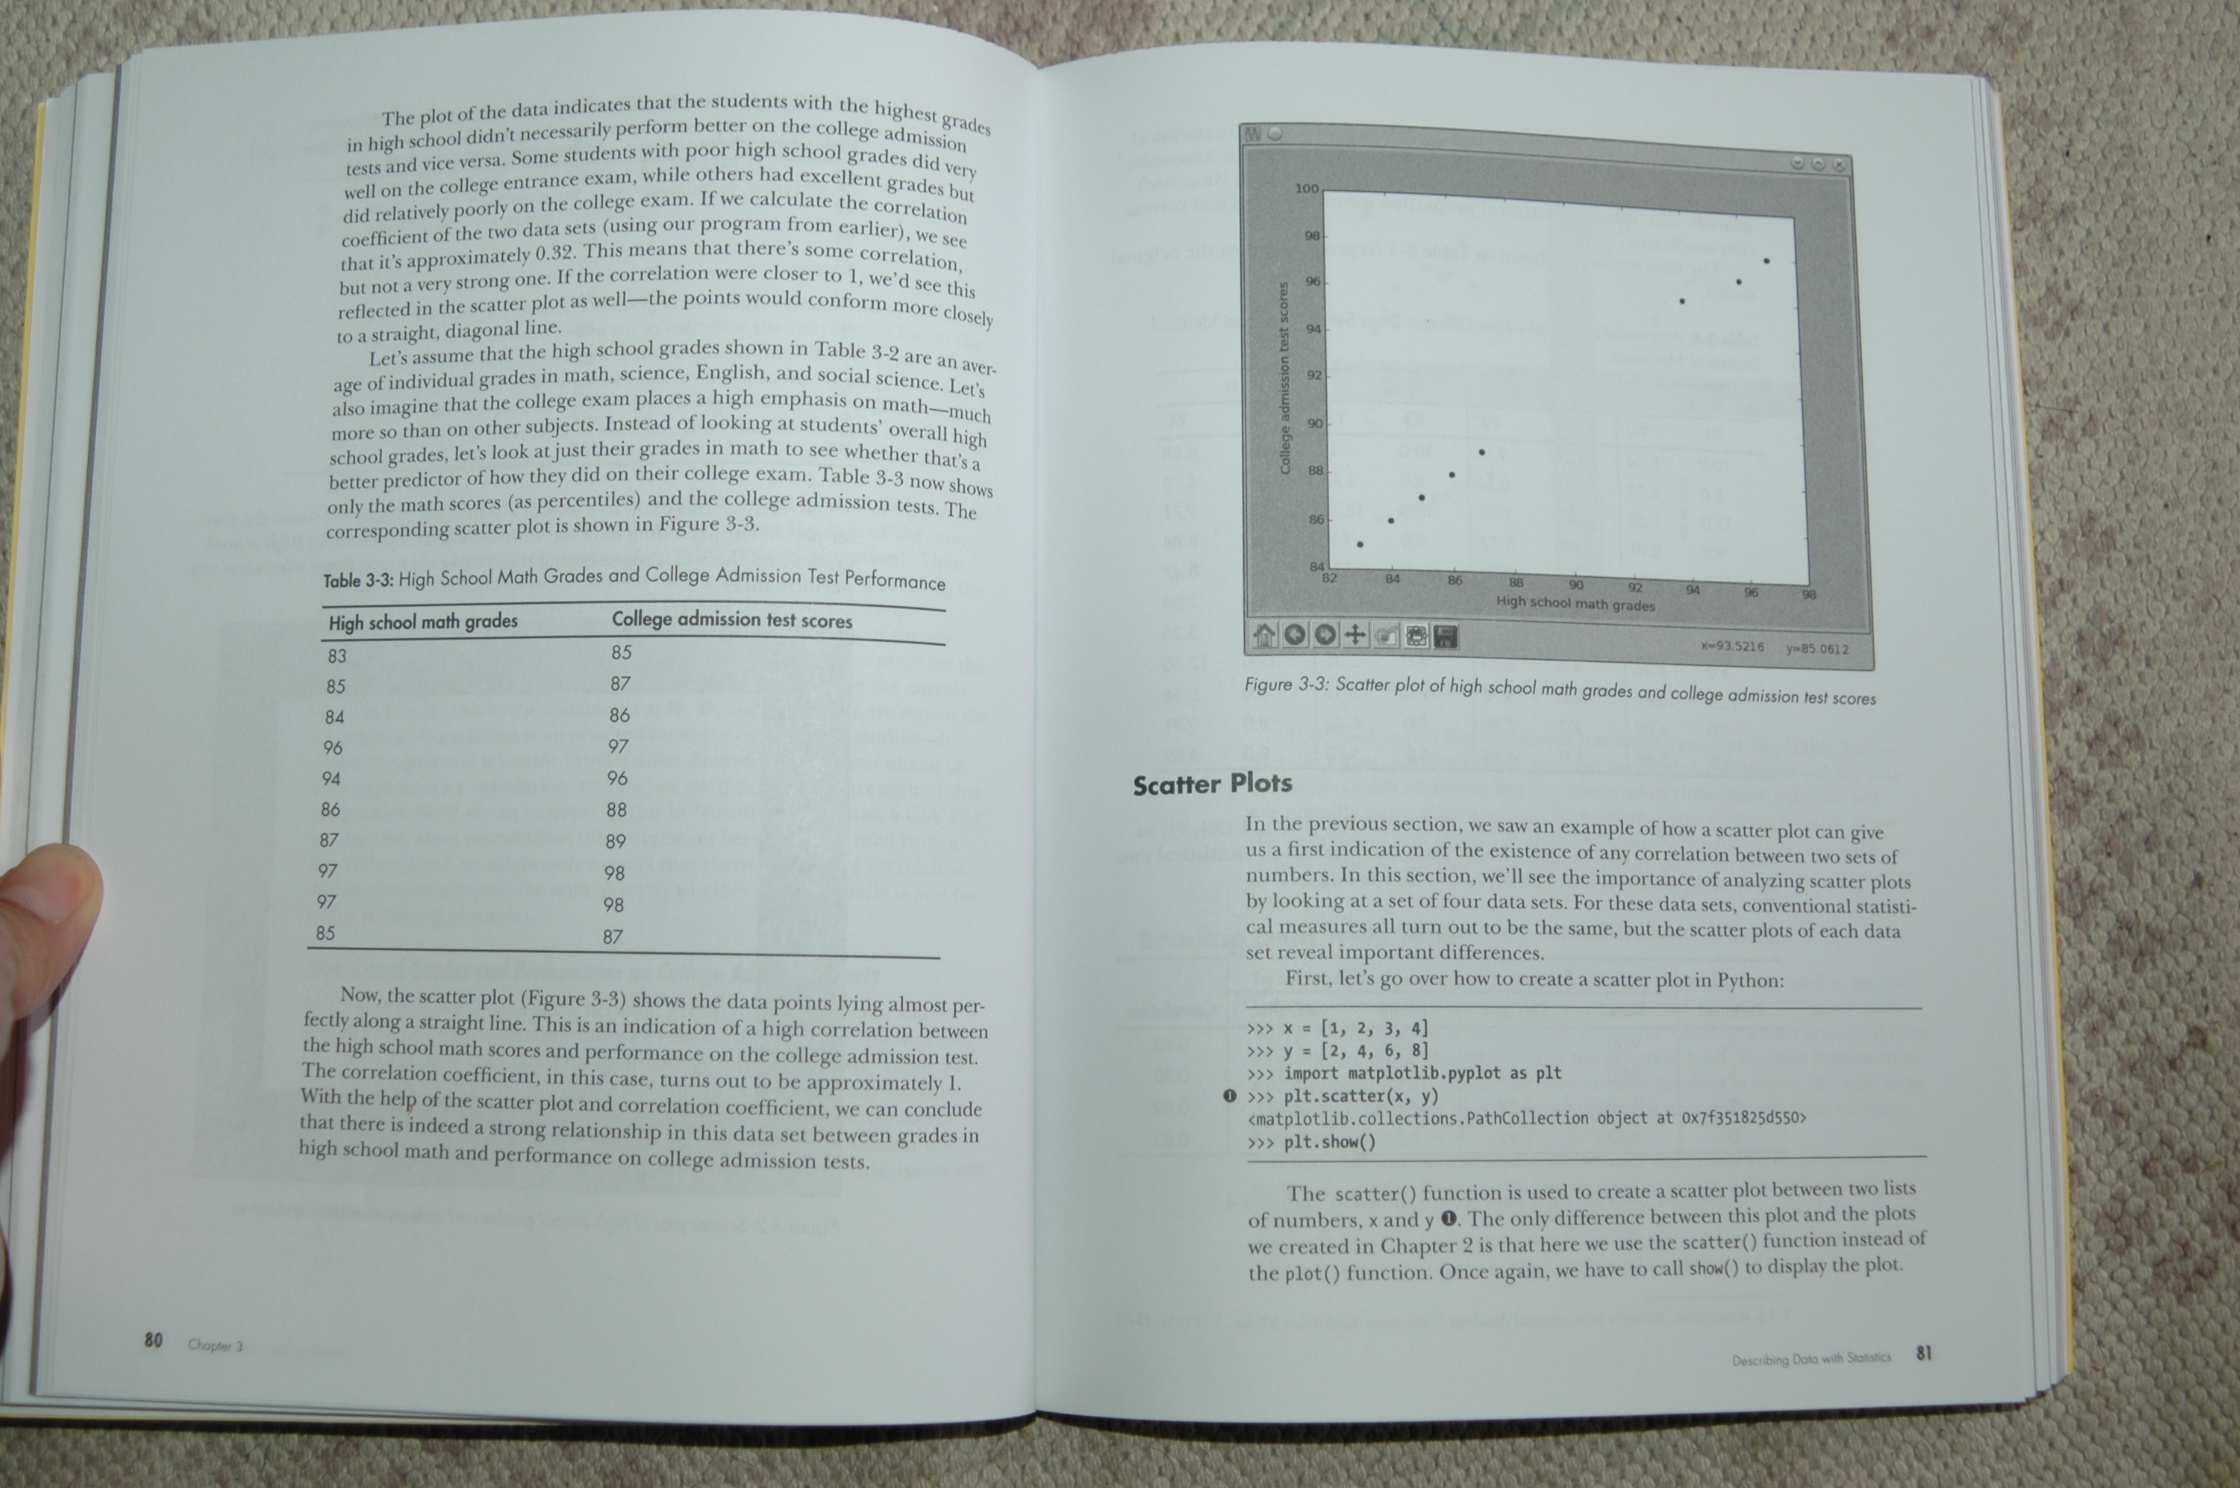 The plot of the data indicates that the students with the highest grades
in high school didn't necessarily perform better on the college admission
tests and vice versa. Some students with poor high school grades did very
well on the college entrance exam, while others had excellent grades but
did relatively poorly on the college exam. If we calculate the correlation
coefficient of the two data sets (using our program from earlier), we see
that it's approximately 0.32. This means that there's some correlation,
but not a very strong one. If the correlation were closer to 1, we'd see this
reflected in the scatter plot as well—the points would conform more closely
to a straight, diagonal line.
Let's assume that the high school grades shown in Table 3-2 are an aver-
age of individual grades in math, science, English, and social science. Let's
also imagine that the college exam places a high emphasis on math—much
more so than on other subjects. Instead of looking at students' overall high
school grades, let's look at just their grades in math to see whether that's a
better predictor of how they did on their college exam. Table 3-3 now shows
only the math scores (as percentiles) and the college admission tests. The
corresponding scatter plot is shown in Figure 3-3.
Table 3-3: High School Math Grades and College Admission Test Performance
High school math grades College admission test scores
83 85
85 87
84 86
96 97
94 96
86 88
87 89
97 98
97 98
85 87
Now, the scatter plot (Figure 3-3) shows the data points lying almost per-
fectly along a straight line. This is an indication of a high correlation between
the high school math scores and performance on the college admission test.
The correlation coefficient, in this case, turns out to be approximately 1.
With the help of the scatter plot and correlation coefficient, we can conclude
that there is indeed a strong relationship in this data set between grades in
high school math and performance on college admission tests.
80 Chapter 3
100
98
96
94
92
90
88
86
84
College admission test scores
82 84 86 88 90 92 94 96 98
High school math grades
x=93.5216 y=85.0612
Figure 3-3: Scatter plot of high school math grades and college admission test scores
Scatter Plots
In the previous section, we saw an example of how a scatter plot can give
us a first indication of the existence of any correlation between two sets of
numbers. In this section, we'll see the importance of analyzing scatter plots
by looking at a set of four data sets. For these data sets, conventional statisti-
cal measures all turn out to be the same, but the scatter plots of each data
set reveal important differences.
First, let's go over how to create a scatter plot in Python:
>>> x = [1, 2, 3, 4]
>>> y = [2, 4, 6, 8]
>>> import matplotlib.pyplot as plt
❶ >>> plt.scatter(x, y)
<matplotlib.collections.PathCollection object at 0x7f351825d550>
>>> plt.show()
The scatter() function is used to create a scatter plot between two lists
of numbers, x and y ❶. The only difference between this plot and the plots
we created in Chapter 2 is that here we use the scatter() function instead of
the plot() function. Once again, we have to call show() to display the plot.
Describing Data with Statistics 81